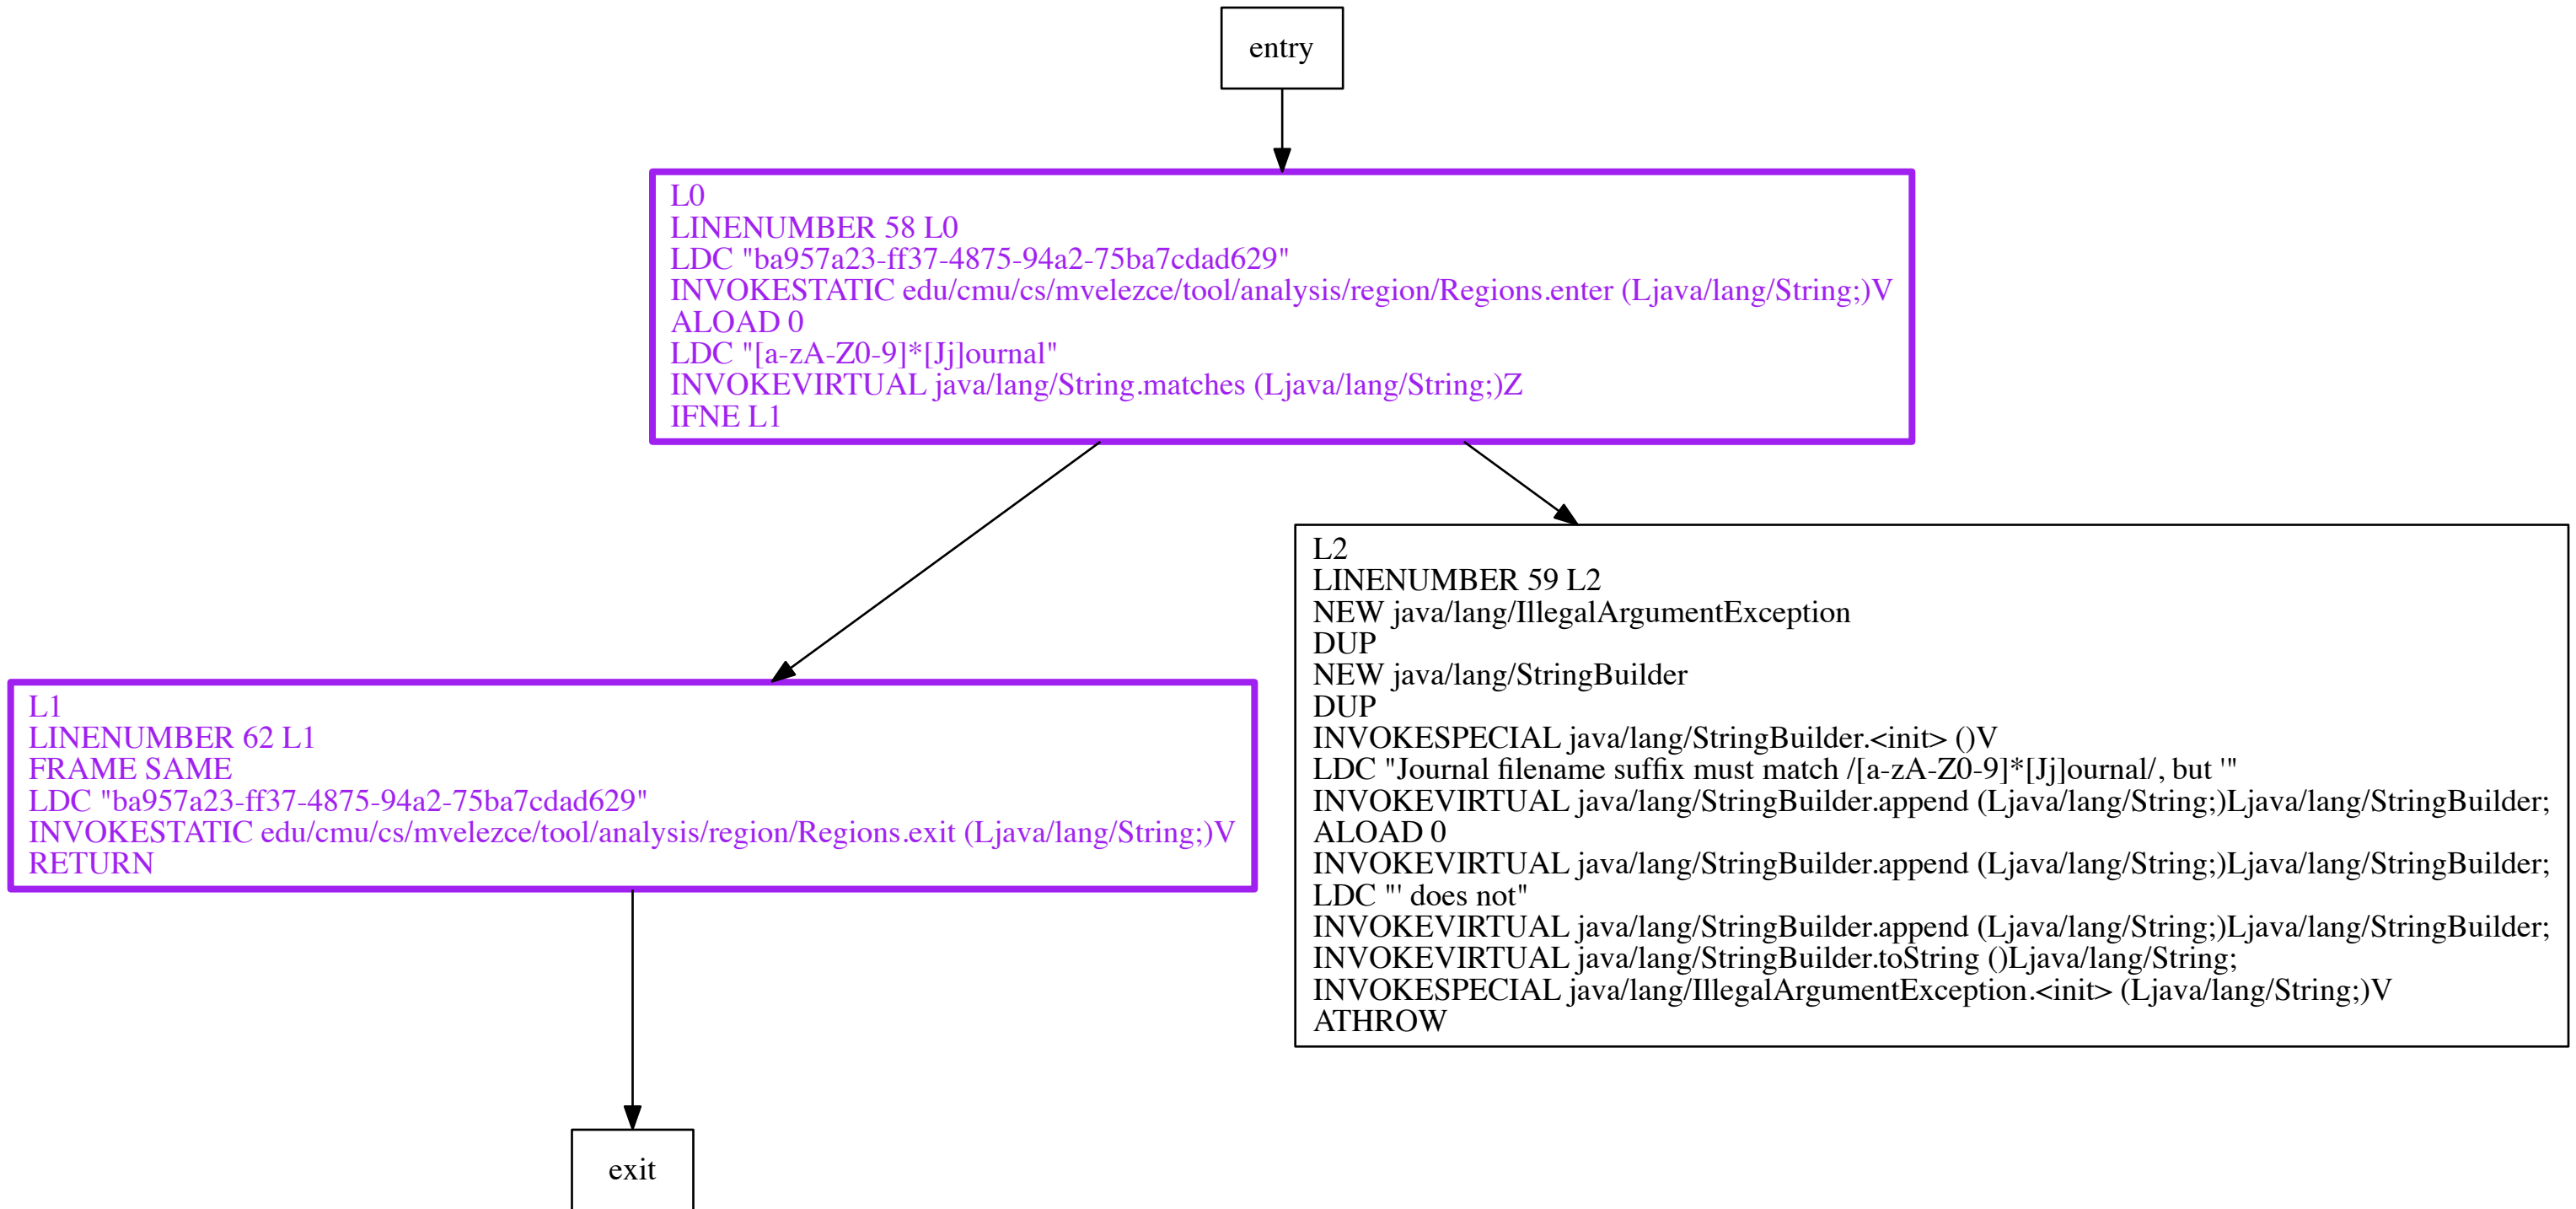 entry
L0
LINENUMBER 58 L0
LDC "ba957a23-ff37-4875-94a2-75ba7cdad629"
INVOKESTATIC edu/cmu/cs/mvelezce/tool/analysis/region/Regions.enter (Ljava/lang/String;)V
ALOAD 0
LDC "[a-zA-Z0-9]*[Jj]ournal"
INVOKEVIRTUAL java/lang/String.matches (Ljava/lang/String;)Z
IFNE L1
L1
LINENUMBER 62 L1
FRAME SAME
LDC "ba957a23-ff37-4875-94a2-75ba7cdad629"
INVOKESTATIC edu/cmu/cs/mvelezce/tool/analysis/region/Regions.exit (Ljava/lang/String;)V
RETURN
L2
LINENUMBER 59 L2
NEW java/lang/IllegalArgumentException
DUP
NEW java/lang/StringBuilder
DUP
INVOKESPECIAL java/lang/StringBuilder.<init> ()V
LDC "Journal filename suffix must match /[a-zA-Z0-9]*[Jj]ournal/, but '"
INVOKEVIRTUAL java/lang/StringBuilder.append (Ljava/lang/String;)Ljava/lang/StringBuilder;
ALOAD 0
INVOKEVIRTUAL java/lang/StringBuilder.append (Ljava/lang/String;)Ljava/lang/StringBuilder;
LDC "' does not"
INVOKEVIRTUAL java/lang/StringBuilder.append (Ljava/lang/String;)Ljava/lang/StringBuilder;
INVOKEVIRTUAL java/lang/StringBuilder.toString ()Ljava/lang/String;
INVOKESPECIAL java/lang/IllegalArgumentException.<init> (Ljava/lang/String;)V
ATHROW
exit